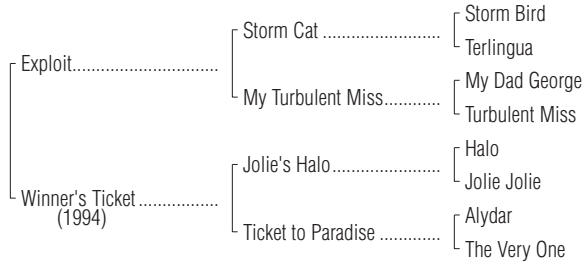 Storm Bird
Storm Cat ........................
Terlingua
Exploit..............................
My Dad George
My Turbulent Miss............
Turbulent Miss
Halo
Jolie's Halo......................
Jolie Jolie
Winner's Ticket ................
(1994)
Alydar
Ticket to Paradise .............
The Very One